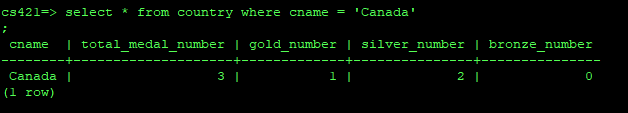 cs421=> select * from country where cname = 'Canada'
;
 cname  | total_medal_number | gold_number | silver_number | bronze_number
--------+--------------------+-------------+---------------+---------------
 Canada |                  3 |           1 |             2 |             0
(1 row)